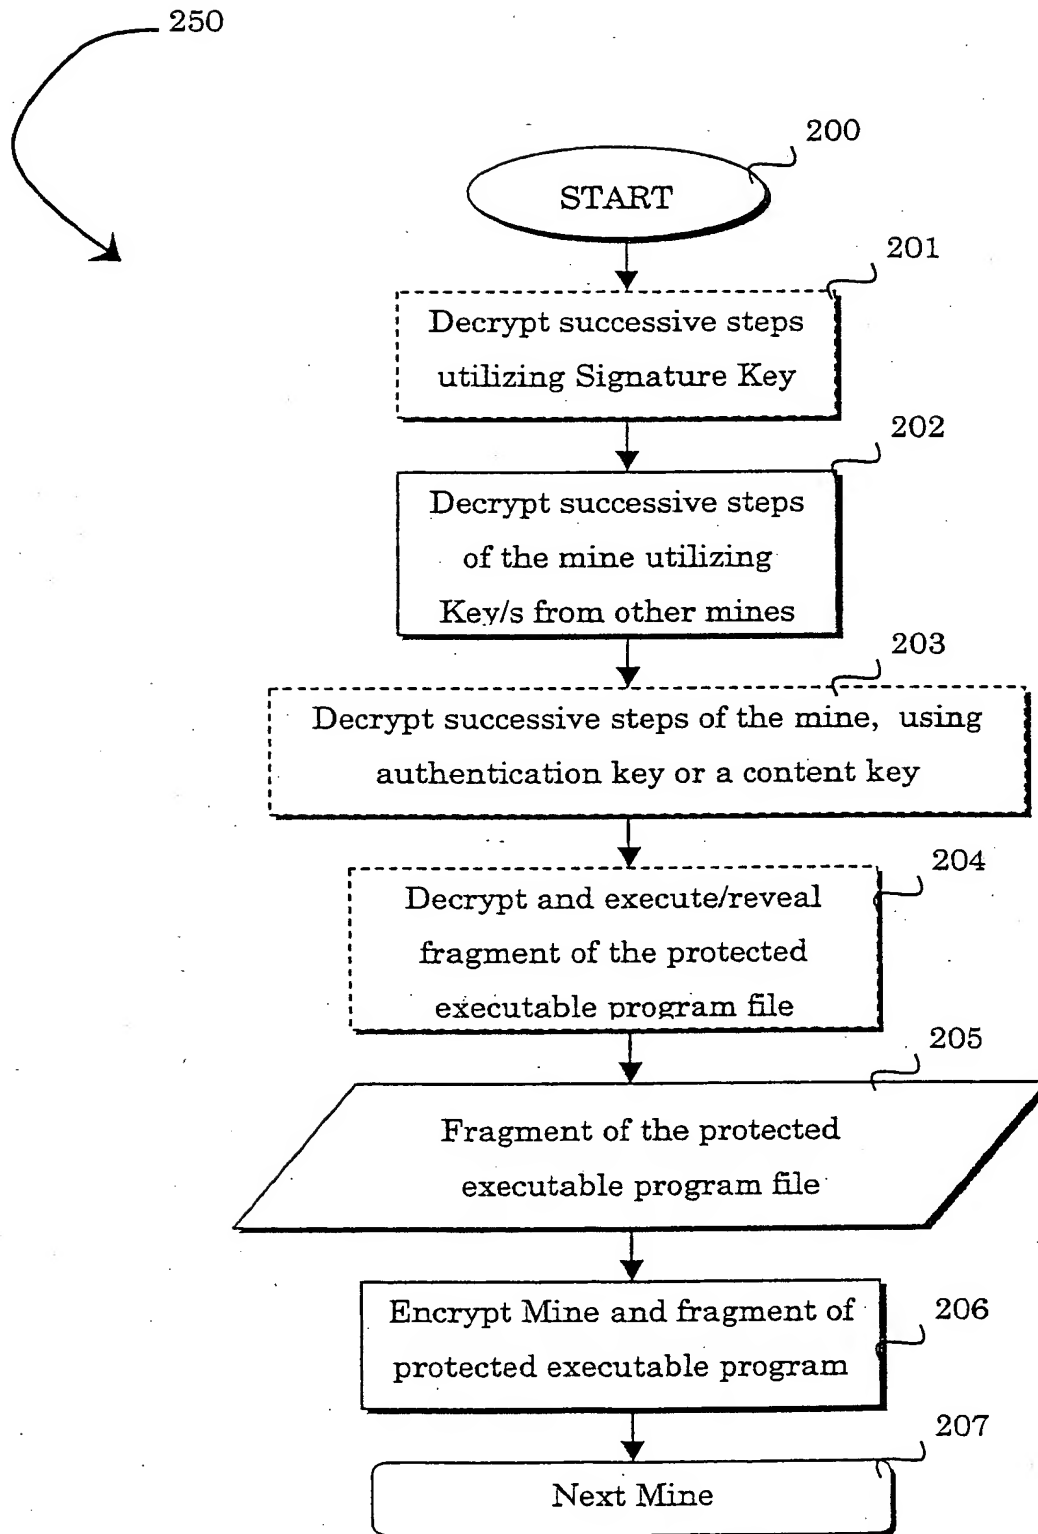 250
200
START
201
Decrypt successive steps
utilizing Signature Key
202
Decrypt successive steps
of the mine utilizing
Key/s from other mines
203
Decrypt successive steps of the mine, using
authentication key or a content key
204
Decrypt and execute/reveal
fragment of the protected
executable program file
205
Fragment of the protected
executable program file
206
Encrypt Mine and fragment of
protected executable program
207
Next Mine